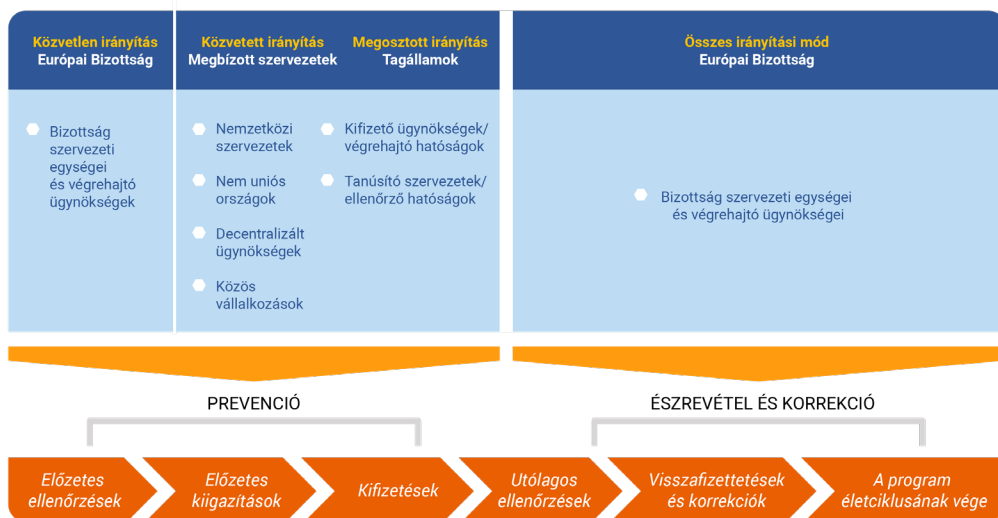 Közvetlen irányítás
Európai Bizottság
Közvetett irányítás
Megbízott szervezetek
Megosztott irányítás
Tagállamok
Összes irányítási mód
Európai Bizottság
Bizottság
szervezeti
egységei
és végrehajtó
ügynökségek
Nemzetközi
szervezetek
Nem uniós
országok
Decentralizált
ügynökségek
Közös
vállalkozások
Kifizető ügynökségek/
végrehajtó hatóságok
Tanúsító szervezetek/
ellenőrző hatóságok
Bizottság szervezeti egységei
és végrehajtó ügynökségei
PREVENCIÓ
ÉSZREVÉTEL ÉS KORREKCIÓ
Előzetes
ellenőrzések
Előzetes
kiigazítások
Kifizetések
Utólagos
ellenőrzések
Visszafizettetések
és korrekciók
A program
életciklusának vége